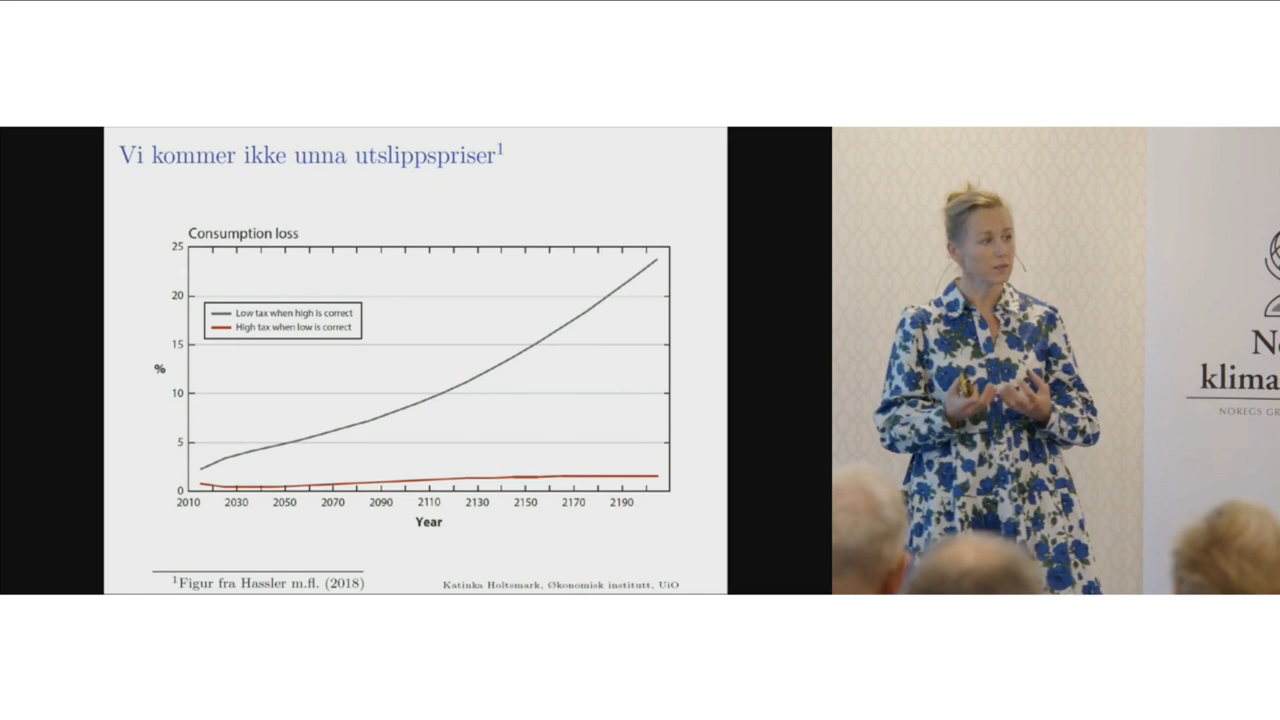 Vi kommer ikke unna utslippspriser¹
Consumption loss
25
20
15
10
5
0
%
Low tax when high is correct
High tax when low is correct
2010 2030 2050 2070 2090 2110 2130 2150 2170 2190
Year
¹Figur fra Hassler m.fl. (2018)
Katinka Holtsmark, Økonomisk institutt, UiO
klima
NOREGS